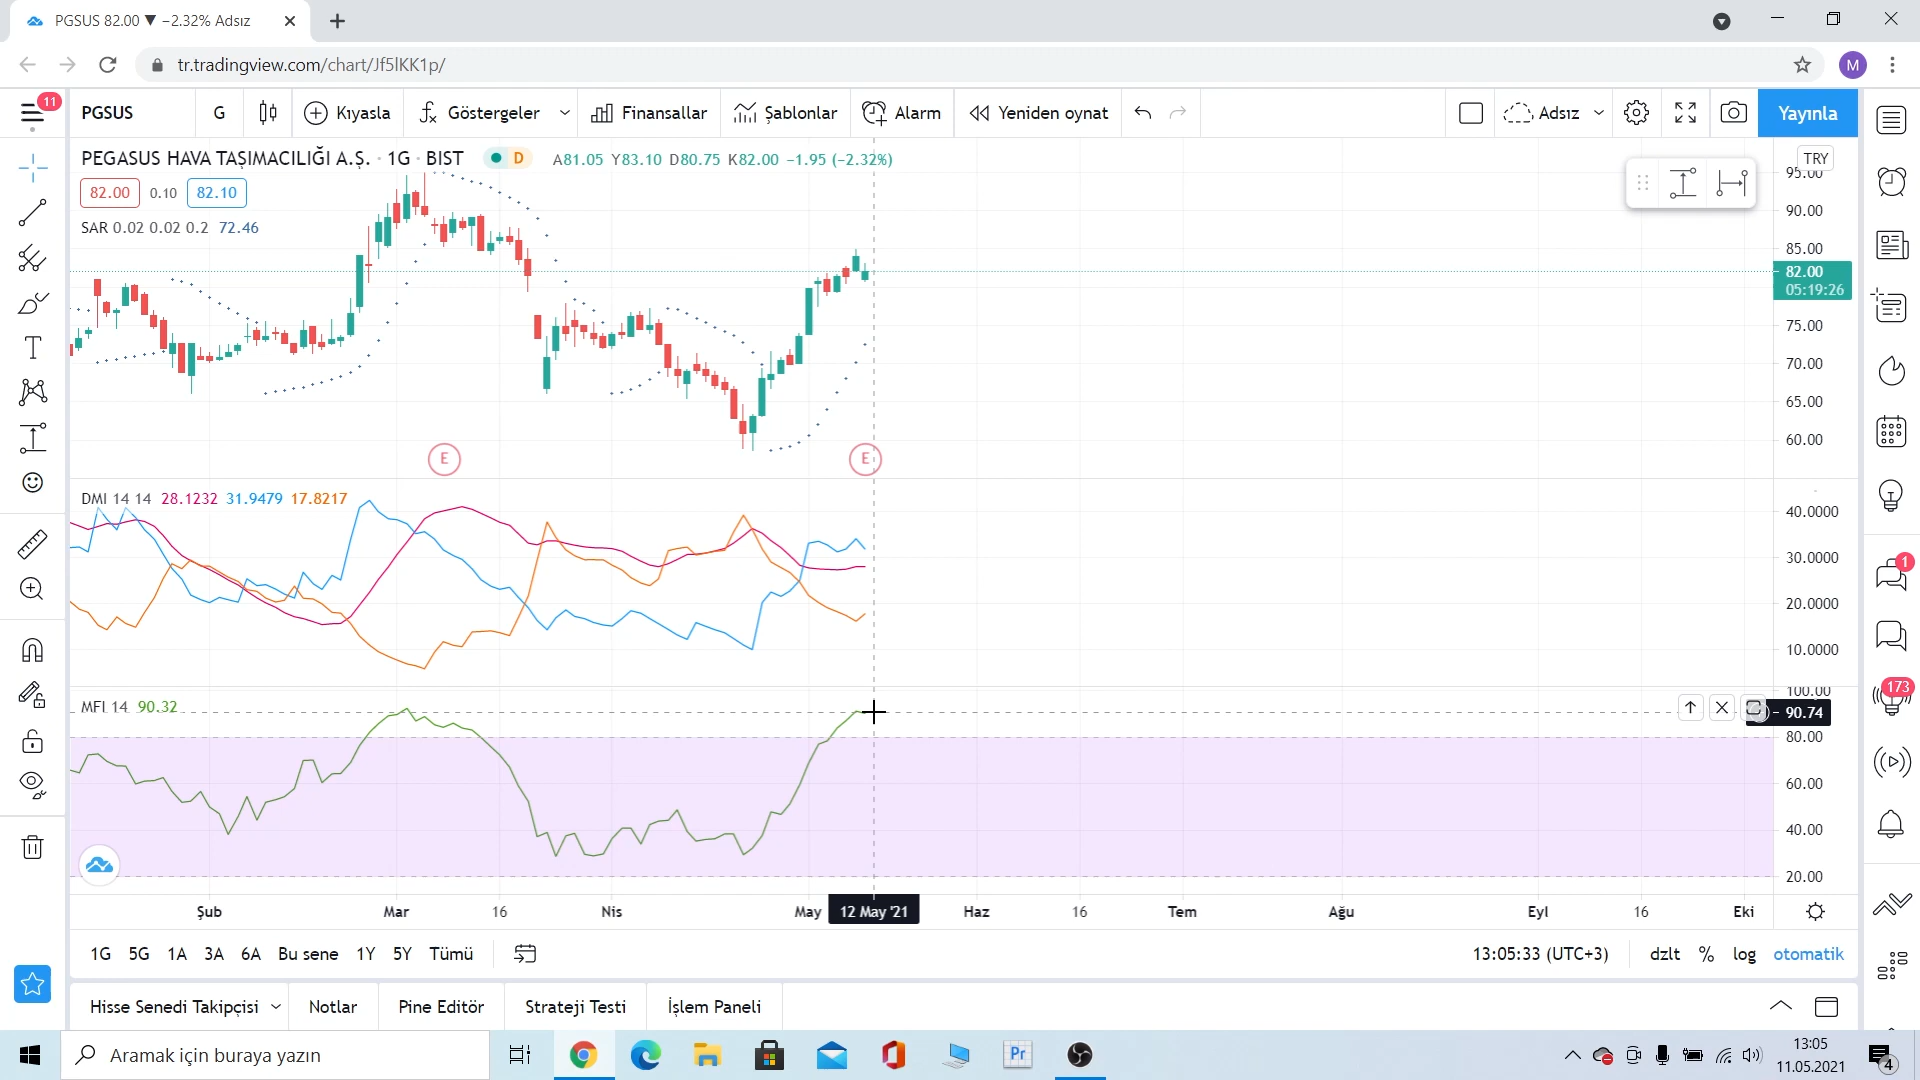 PGSUS 82.00 ▼ −2.32% Adsız
tr.tradingview.com/chart/Jf5lKK1p/
M
11
PGSUS
G
Kıyasla
Göstergeler
Finansallar
Şablonlar
Alarm
Yeniden oynat
Adsız
Yayınla
PEGASUS HAVA TAŞIMACILIĞI A.Ş. · 1G · BIST
D
A81.05 Y83.10 D80.75 K82.00 −1.95 (−2.32%)
TRY
82.00 0.10 82.10
SAR 0.02 0.02 0.2 72.46
95.00
90.00
85.00
82.00
05:19:26
75.00
70.00
65.00
60.00
E
E
DMI 14 14 28.1232 31.9479 17.8217
40.0000
30.0000
20.0000
10.0000
MFI 14 90.32
100.00
90.74
80.00
60.00
40.00
20.00
1
173
Şub Mar 16 Nis May 12 May '21 Haz 16 Tem Ağu Eyl 16 Eki
1G 5G 1A 3A 6A Bu sene 1Y 5Y Tümü
13:05:33 (UTC+3) dzlt % log otomatik
Hisse Senedi Takipçisi Notlar Pine Editör Strateji Testi İşlem Paneli
Aramak için buraya yazın
Pr
13:05
11.05.2021
4